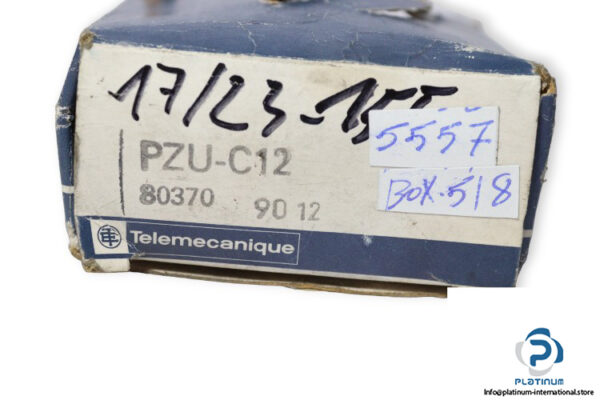 17/23-155
5557
PZU-C12
BOX.518
80370 90 12
Telemecanique
PLATINUM
Info@platinum-international.store